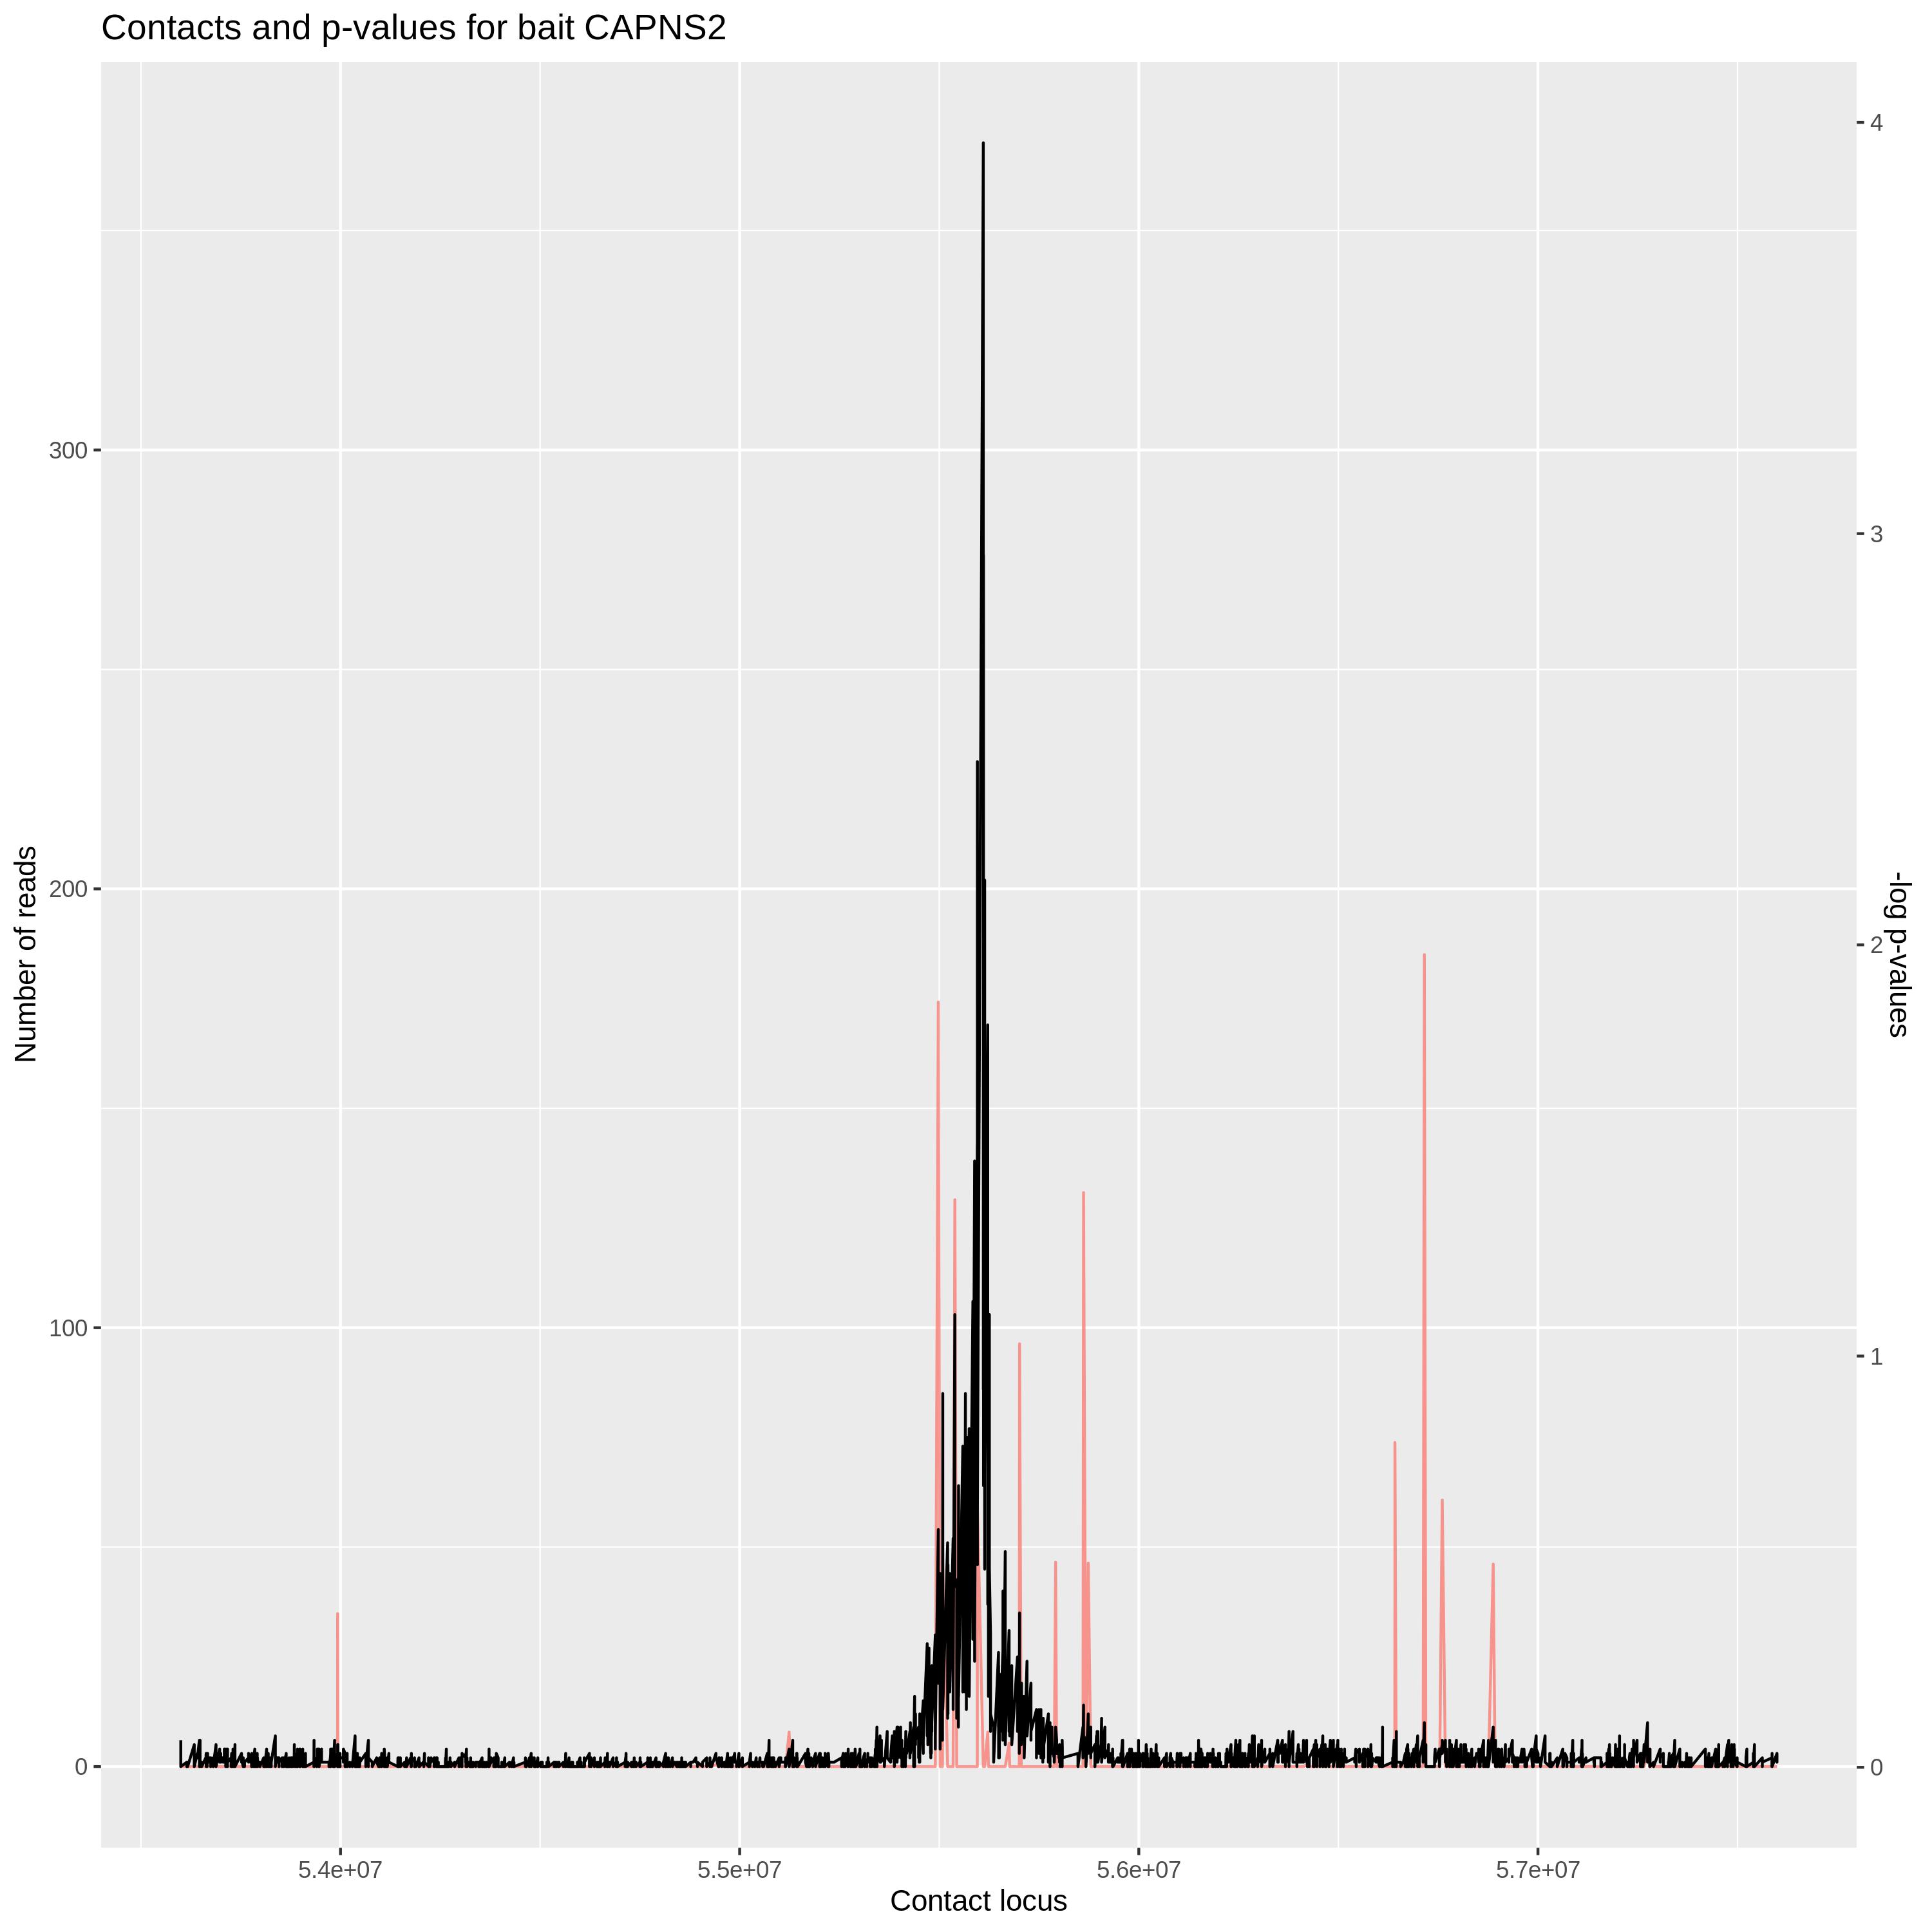 Contacts and p-values for bait CAPNS2
Number of reads
300
200
100
0
4
3
2
1
0
-log p-values
5.4e+07
5.5e+07
5.6e+07
5.7e+07
Contact locus